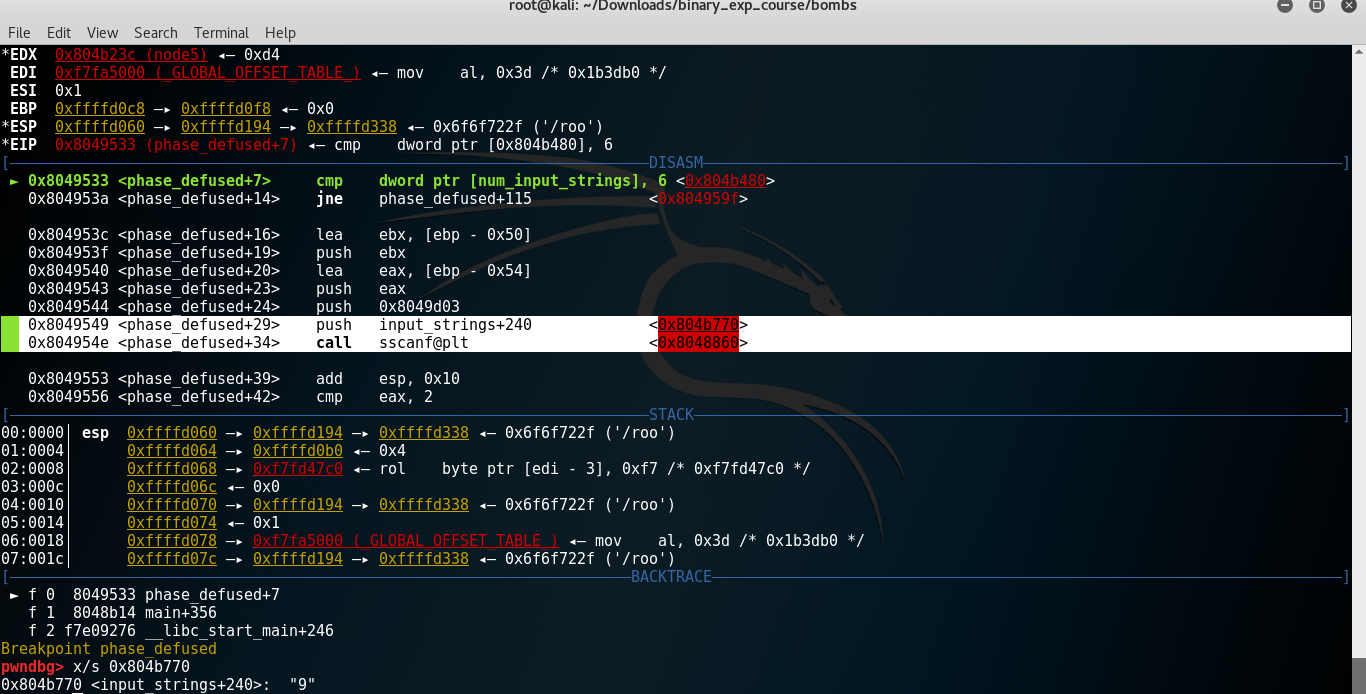 root@kali: ~/Downloads/binary_exp_course/bombs
File Edit View Search Terminal Help
*EDX 0x804b23c (node5) ◂— 0xd4
EDI 0xf7fa5000 (_GLOBAL_OFFSET_TABLE_) ◂— mov al, 0x3d /* 0x1b3db0 */
ESI 0x1
EBP 0xffffd0c8 —▸ 0xffffd0f8 ◂— 0x0
*ESP 0xffffd060 —▸ 0xffffd194 —▸ 0xffffd338 ◂— 0x6f6f722f ('/roo')
*EIP 0x8049533 (phase_defused+7) ◂— cmp dword ptr [0x804b480], 6
[DISASM]
► 0x8049533 <phase_defused+7> cmp dword ptr [num_input_strings], 6 <0x804b480>
0x804953a <phase_defused+14> jne phase_defused+115 <0x804959f>
0x804953c <phase_defused+16> lea ebx, [ebp - 0x50]
0x804953f <phase_defused+19> push ebx
0x8049540 <phase_defused+20> lea eax, [ebp - 0x54]
0x8049543 <phase_defused+23> push eax
0x8049544 <phase_defused+24> push 0x8049d03
0x8049549 <phase_defused+29> push input_strings+240 <0x804b770>
0x804954e <phase_defused+34> call sscanf@plt <0x8048860>
0x8049553 <phase_defused+39> add esp, 0x10
0x8049556 <phase_defused+42> cmp eax, 2
[STACK]
00:0000│ esp 0xffffd060 —▸ 0xffffd194 —▸ 0xffffd338 ◂— 0x6f6f722f ('/roo')
01:0004│ 0xffffd064 —▸ 0xffffd0b0 ◂— 0x4
02:0008│ 0xffffd068 —▸ 0xf7fd47c0 ◂— rol byte ptr [edi - 3], 0xf7 /* 0xf7fd47c0 */
03:000c│ 0xffffd06c ◂— 0x0
04:0010│ 0xffffd070 —▸ 0xffffd194 —▸ 0xffffd338 ◂— 0x6f6f722f ('/roo')
05:0014│ 0xffffd074 ◂— 0x1
06:0018│ 0xffffd078 —▸ 0xf7fa5000 (_GLOBAL_OFFSET_TABLE_) ◂— mov al, 0x3d /* 0x1b3db0 */
07:001c│ 0xffffd07c —▸ 0xffffd194 —▸ 0xffffd338 ◂— 0x6f6f722f ('/roo')
[BACKTRACE]
► f 0 8049533 phase_defused+7
f 1 8048b14 main+356
f 2 f7e09276 __libc_start_main+246
Breakpoint phase_defused
pwndbg> x/s 0x804b770
0x804b770 <input_strings+240>: "9"